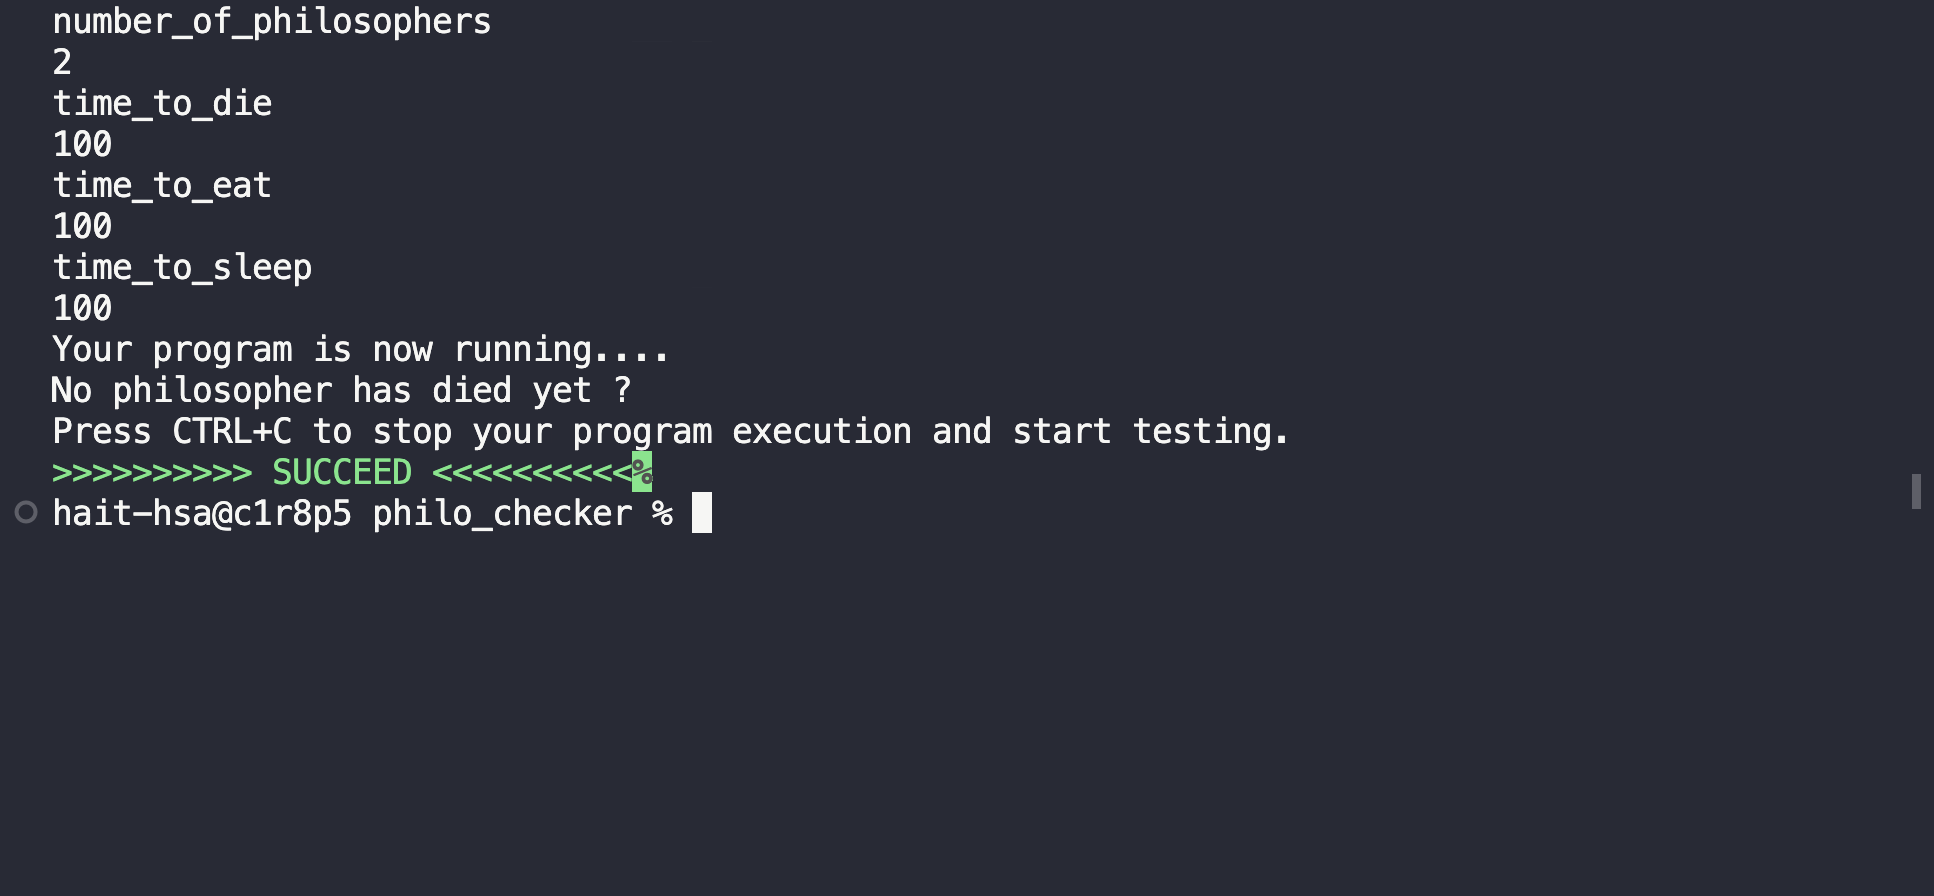 number_of_philosophers
2
time_to_die
100
time_to_eat
100
time_to_sleep
100
Your program is now running....
No philosopher has died yet ?
Press CTRL+C to stop your program execution and start testing.
>>>>>>>>>> SUCCEED <<<<<<<<<<%
hait-hsa@c1r8p5 philo_checker %